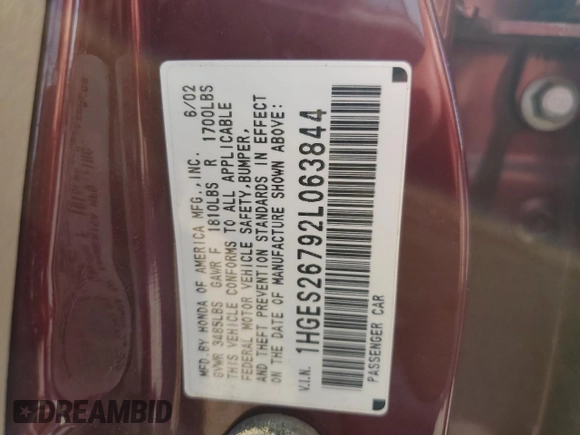 MFD.BY HONDA OF AMERICA MFG.,INC. 6/02
GVWR 3485LBS GAWR F 1810LBS R 1700LBS
THIS VEHICLE CONFORMS TO ALL APPLICABLE
FEDERAL MOTOR VEHICLE SAFETY,BUMPER,
AND THEFT PREVENTION STANDARDS IN EFFECT
ON THE DATE OF MANUFACTURE SHOWN ABOVE:
V.I.N. 1HGES26792L063844
PASSENGER CAR
DREAMBID